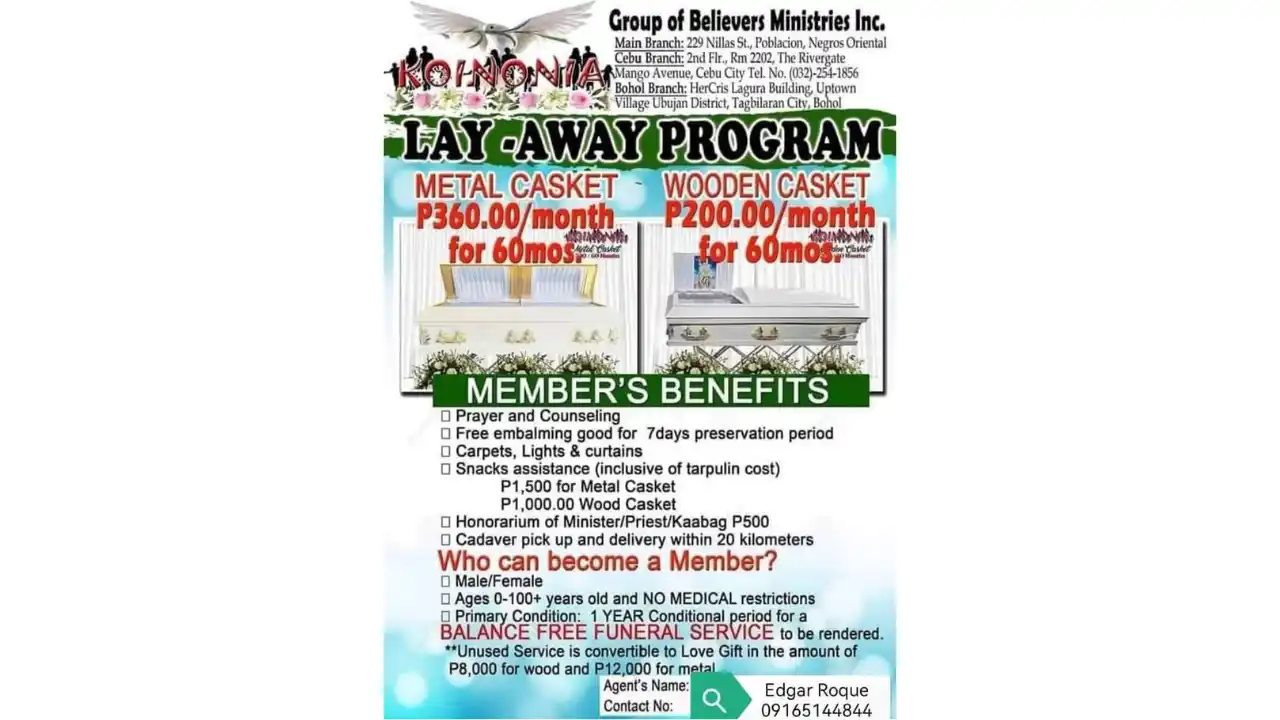 Group of Believers Ministries Inc.
Main Branch: 229 Nillas St., Poblacion, Negros Oriental
Cebu Branch: 2nd Flr., Rm 2202, The Rivergate
Mango Avenue, Cebu City Tel. No. (032)-254-1856
Bohol Branch: HerCris Lagura Building, Uptown
Village Ubujan District, Tagbilaran City, Bohol
KOINONIA
LAY -AWAY PROGRAM
METAL CASKET
P360.00/month
for 60mos.
Metal Casket
60 Months
WOODEN CASKET
P200.00/month
for 60mos.
Casket
60 Months
MEMBER'S BENEFITS
Prayer and Counseling
Free embalming good for 7days preservation period
Carpets, Lights & curtains
Snacks assistance (inclusive of tarpulin cost)
P1,500 for Metal Casket
P1,000.00 Wood Casket
Honorarium of Minister/Priest/Kaabag P500
Cadaver pick up and delivery within 20 kilometers
Who can become a Member?
Male/Female
Ages 0-100+ years old and NO MEDICAL restrictions
Primary Condition: 1 YEAR Conditional period for a
BALANCE FREE FUNERAL SERVICE to be rendered.
**Unused Service is convertible to Love Gift in the amount of
P8,000 for wood and P12,000 for metal
Agent's Name: Edgar Roque
Contact No: 09165144844